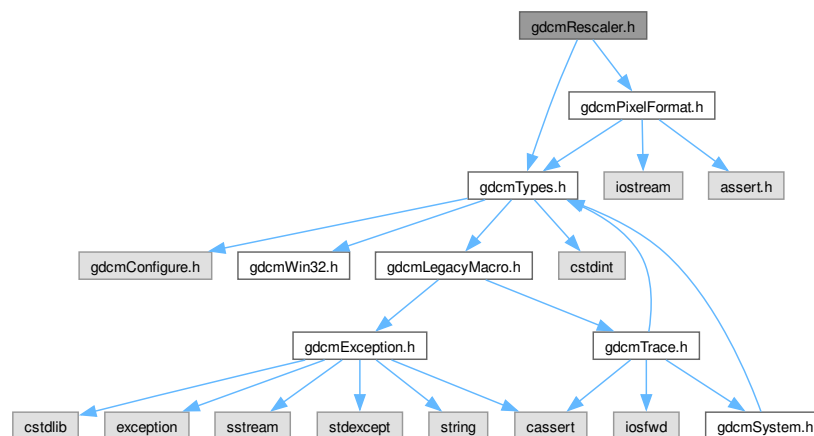 gdcmRescaler.h
gdcmPixelFormat.h
gdcmTypes.h
iostream
assert.h
gdcmConfigure.h
gdcmWin32.h
gdcmLegacyMacro.h
cstdint
gdcmException.h
gdcmTrace.h
cstdlib
exception
sstream
stdexcept
string
cassert
iosfwd
gdcmSystem.h